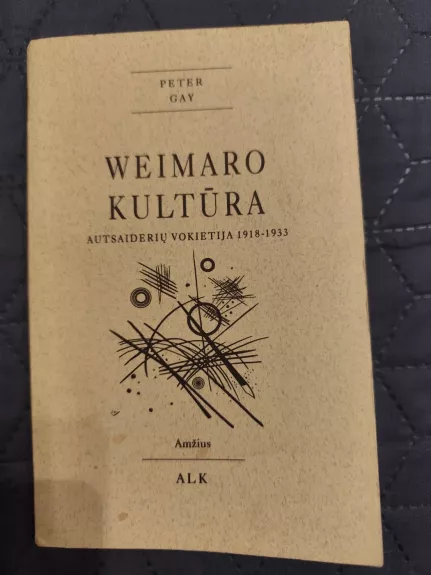 PETER
GAY
WEIMARO
KULTŪRA
AUTSAIDERIŲ VOKIETIJA 1918-1933
Amžius
ALK